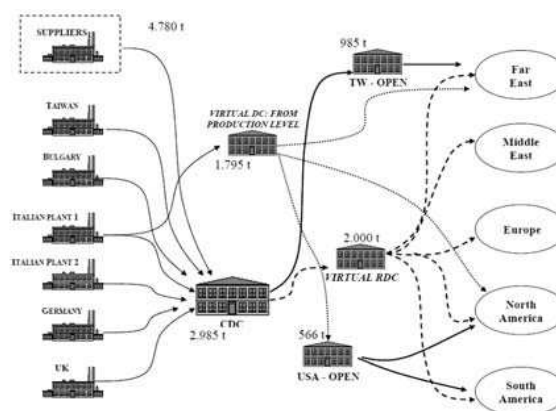 SUPPLIERS
4.780 t
985 t
TW - OPEN
Far
East
TAIWAN
VIRTUAL DC: FROM
PRODUCTION LEVEL
1.795 t
Middle
East
BULGARY
ITALIAN PLANT 1
Europe
2.000 t
VIRTUAL RDC
ITALIAN PLANT 2
CDC
2.985 t
North
America
GERMANY
566 t
USA - OPEN
UK
South
America